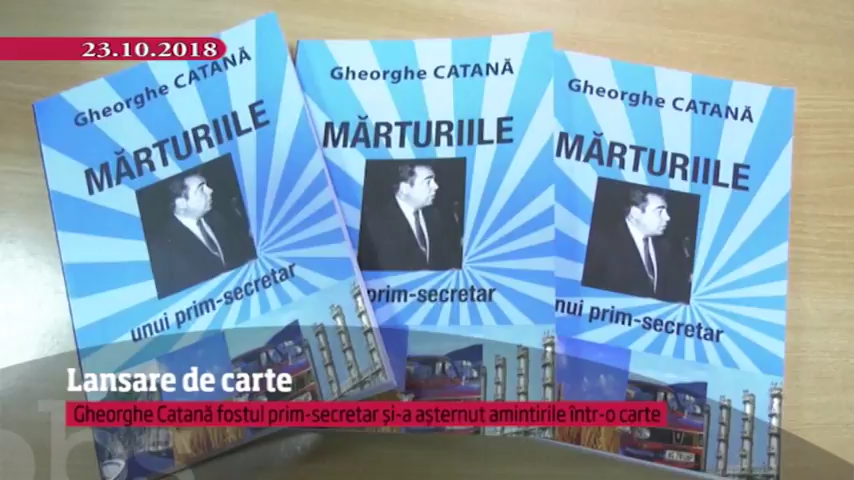 23.10.2018
Gheorghe CATANĂ
MĂRTURIILE
unui prim-secretar
Gheorghe CATANĂ
MĂRTURIILE
prim-secretar
Gheorghe CATANĂ
MĂRTURIILE
nui prim-secretar
Lansare de carte
Gheorghe Catană fostul prim-secretar și-a așternut amintirile într-o carte